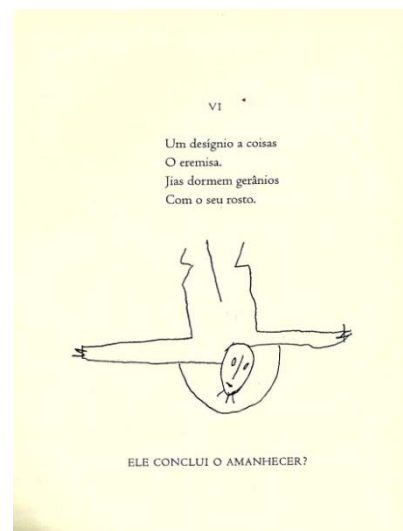 VI
Um desígnio a coisas
O eremisa.
Jias dormem gerânios
Com o seu rosto.
ELE CONCLUI O AMANHECER?